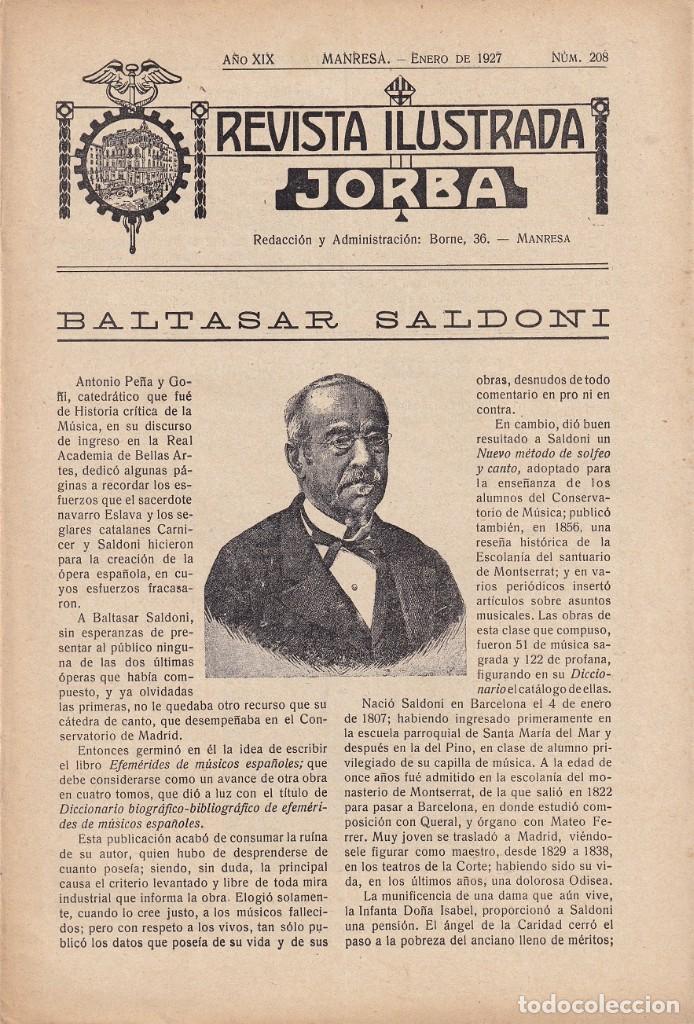 AÑO XIX MANRESA. – ENERO DE 1927 NÚM. 208
REVISTA ILUSTRADA
JORBA
Redacción y Administración: Borne, 36. — MANRESA
BALTASAR SALDONI
Antonio Peña y Go-
ñi, catedrático que fué
de Historia crítica de la
Música, en su discurso
de ingreso en la Real
Academia de Bellas Ar-
tes, dedicó algunas pá-
ginas a recordar los es-
fuerzos que el sacerdote
navarro Eslava y los se-
glares catalanes Carni-
cer y Saldoni hicieron
para la creación de la
ópera española, en cu-
yos esfuerzos fracasa-
ron.
A Baltasar Saldoni,
sin esperanzas de pre-
sentar al público ningu-
na de las dos últimas
óperas que había com-
puesto, y ya olvidadas
las primeras, no le quedaba otro recurso que su
cátedra de canto, que desempeñaba en el Con-
servatorio de Madrid.
Entonces germinó en él la idea de escribir
el libro Efemérides de músicos españoles; que
debe considerarse como un avance de otra obra
en cuatro tomos, que dió a luz con el título de
Diccionario biográfico-bibliográfico de efeméri-
des de músicos españoles.
Esta publicación acabó de consumar la ruína
de su autor, quien hubo de desprenderse de
cuanto poseía; siendo, sin duda, la principal
causa el criterio levantado y libre de toda mira
industrial que informa la obra. Elogió solamen-
te, cuando lo cree justo, a los músicos falleci-
dos; pero con respeto a los vivos, tan sólo pu-
blicó los datos que poseía de su vida y de sus
obras, desnudos de todo
comentario en pro ni en
contra.
En cambio, dió buen
resultado a Saldoni un
Nuevo método de solfeo
y canto, adoptado para
la enseñanza de los
alumnos del Conserva-
torio de Música; publicó
también, en 1856, una
reseña histórica de la
Escolanía del santuario
de Montserrat; y en va-
rios periódicos insertó
artículos sobre asuntos
musicales. Las obras de
esta clase que compuso,
fueron 51 de música sa-
grada y 122 de profana,
figurando en su Diccio-
nario el catálogo de ellas.
Nació Saldoni en Barcelona el 4 de enero
de 1807; habiendo ingresado primeramente en
la escuela parroquial de Santa María del Mar y
después en la del Pino, en clase de alumno pri-
vilegiado de su capilla de música. A la edad de
once años fué admitido en la escolanía del mo-
nasterio de Montserrat, de la que salió en 1822
para pasar a Barcelona, en donde estudió com-
posición con Queral, y órgano con Mateo Fe-
rrer. Muy joven se trasladó a Madrid, viéndo-
sele figurar como maestro, desde 1829 a 1838,
en los teatros de la Corte; habiendo sido su vi-
da, en los últimos años, una dolorosa Odisea.
La munificencia de una dama que aún vive,
la Infanta Doña Isabel, proporcionó a Saldoni
una pensión. El ángel de la Caridad cerró el
paso a la pobreza del anciano lleno de méritos;
todocoleccion.net